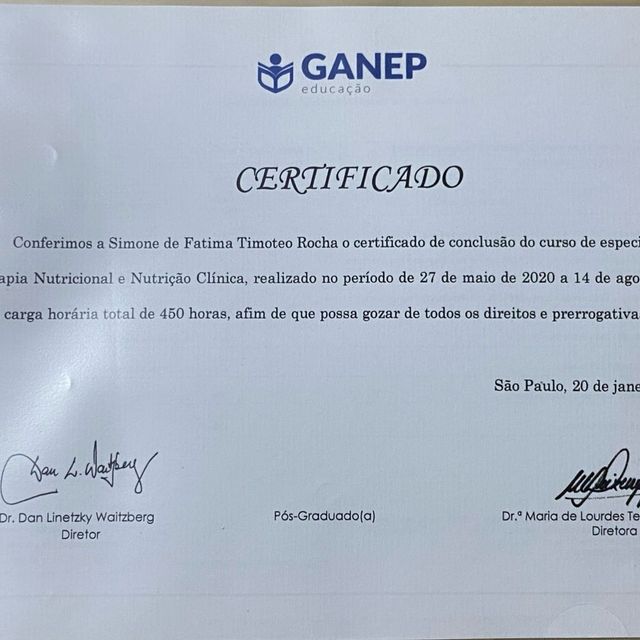 GANEP
educação
CERTIFICADO
Conferimos a Simone de Fatima Timoteo Rocha o certificado de conclusão do curso de especi
apia Nutricional e Nutrição Clínica, realizado no período de 27 de maio de 2020 a 14 de ago
carga horária total de 450 horas, afim de que possa gozar de todos os direitos e prerrogativa
São Paulo, 20 de jane
Dan L. Waitzberg
Dr. Dan Linetzky Waitzberg
Diretor
Pós-Graduado(a)
Dr.ª Maria de Lourdes Te
Diretora